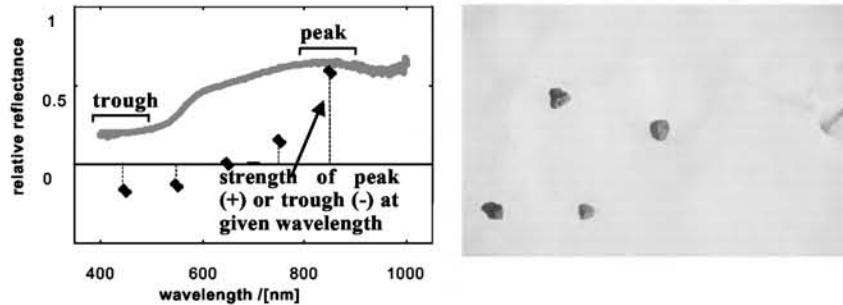 1
peak
0.5
trough
relative reflectance
0
strength of peak
(+) or trough (-) at
given wavelength
400 600 800 1000
wavelength /[nm]